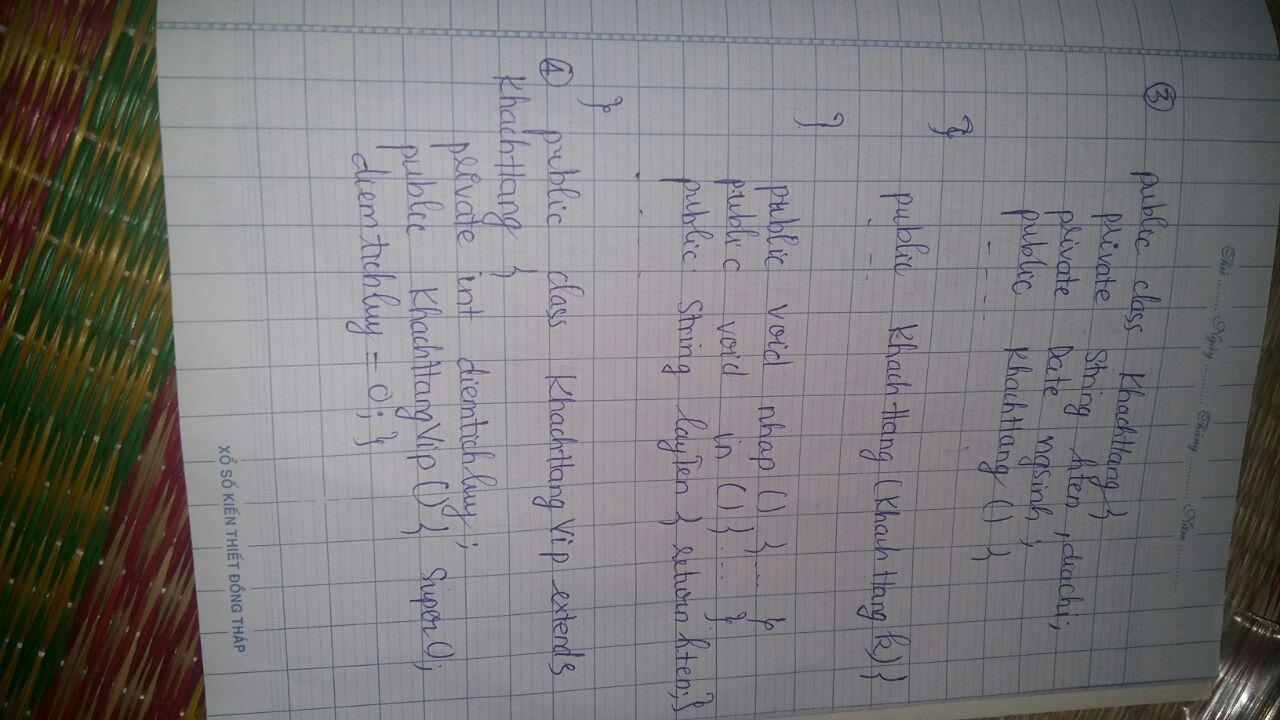 Thứ ........ Ngày ........... Tháng ............ Năm .............
③ public class KhachHang }
private String hten , diachi;
private Date ngsinh ;
public KhachHang () }
- - - -
}
public KhachHang (KhachHang k) }
- - -
}
public void nhap () } ... }
public void in () } ... }
public String layTen } return hten; }
- - - -
}
④ public class KhachHangVip extends
KhachHang }
private int diemtichluy ;
public KhachHangVip () } Super ();
diemtichluy = 0; }
XỔ SỐ KIẾN THIẾT ĐỒNG THÁP